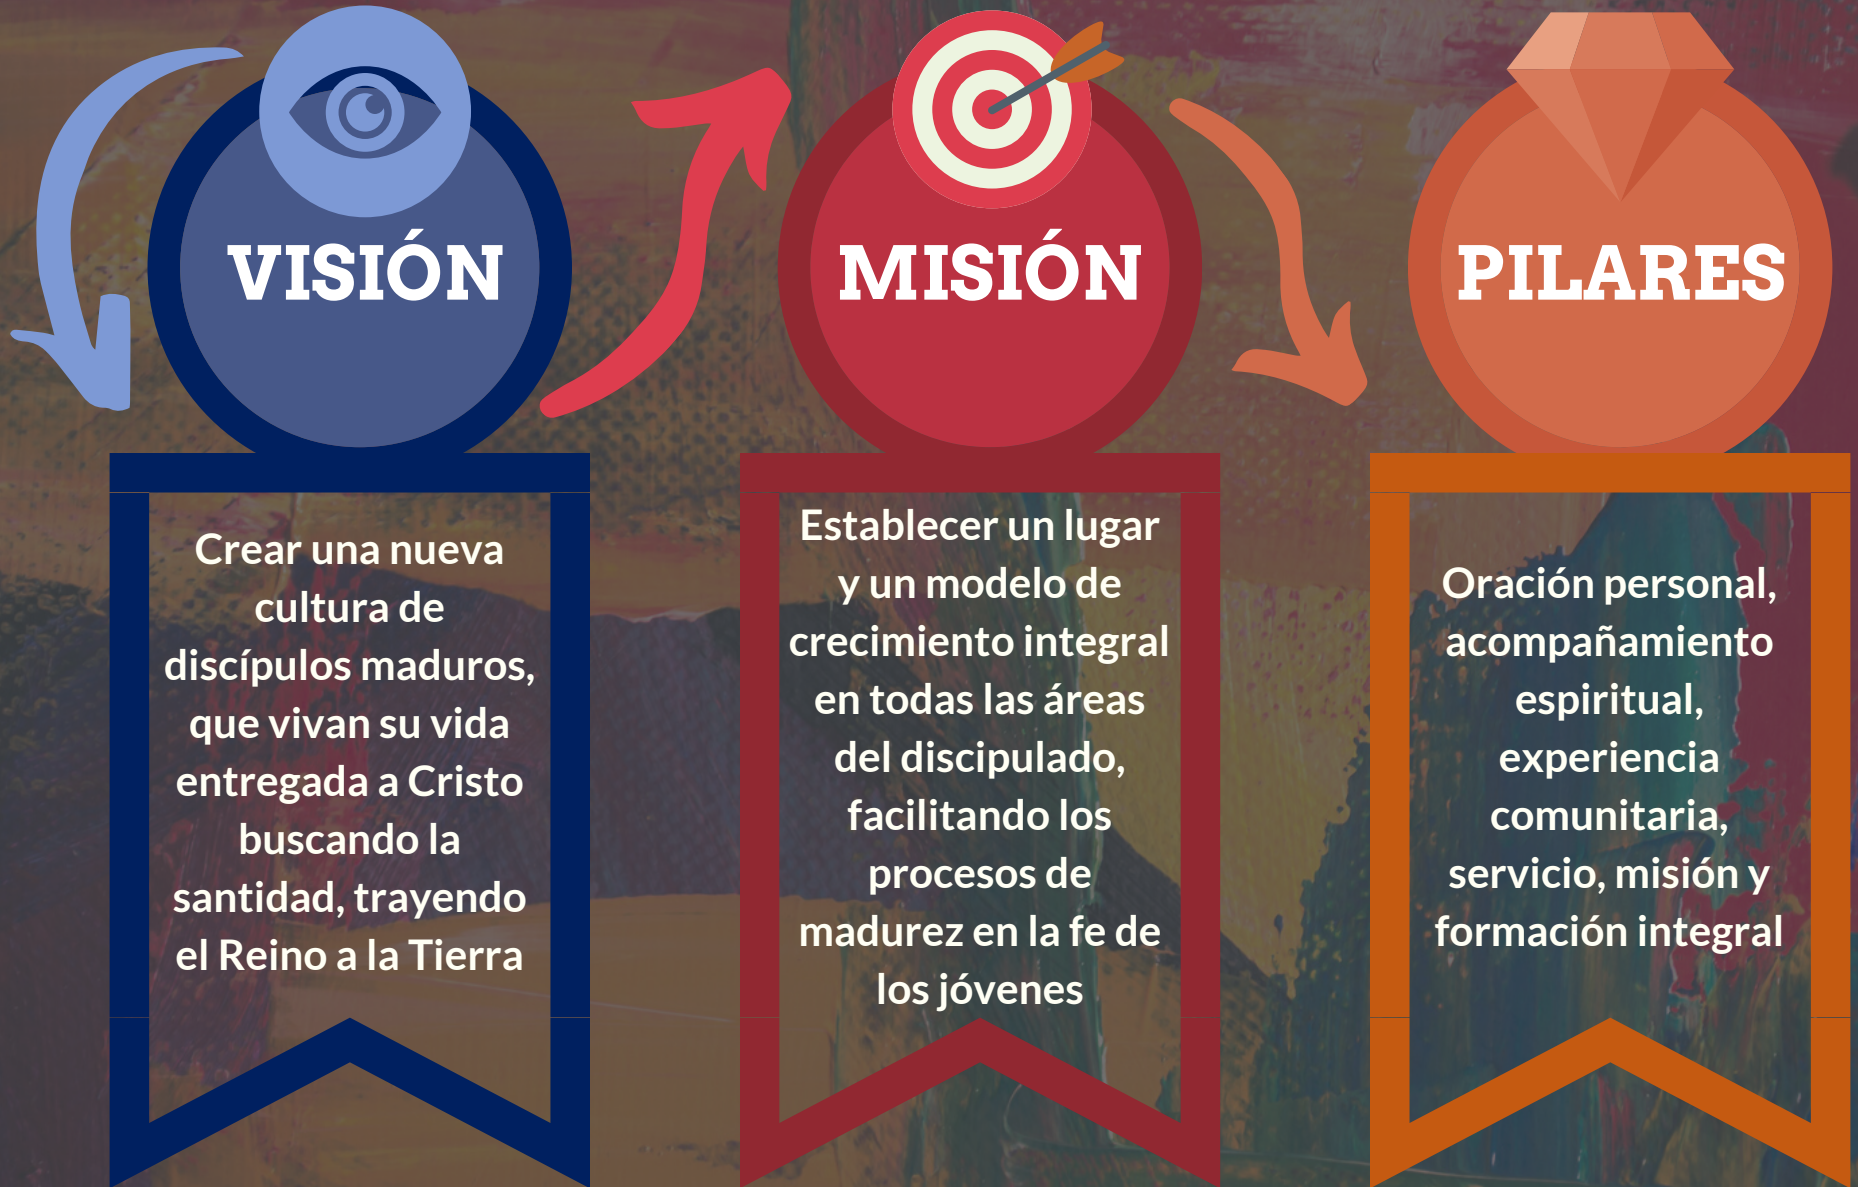 VISIÓN
Crear una nueva
cultura de
discípulos maduros,
que vivan su vida
entregada a Cristo
buscando la
santidad, trayendo
el Reino a la Tierra
MISIÓN
Establecer un lugar
y un modelo de
crecimiento integral
en todas las áreas
del discipulado,
facilitando los
procesos de
madurez en la fe de
los jóvenes
PILARES
Oración personal,
acompañamiento
espiritual,
experiencia
comunitaria,
servicio, misión y
formación integral